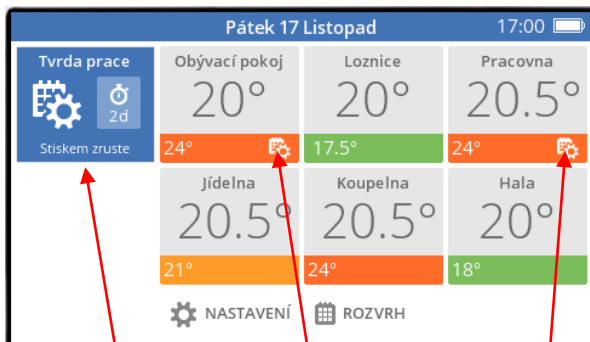 Pátek 17 Listopad 17:00
Tvrda prace
2d
Stiskem zruste
Obývací pokoj
20°
24°
Loznice
20°
17.5°
Pracovna
20.5°
24°
Jídelna
20.5°
21°
Koupelna
20.5°
24°
Hala
20°
18°
NASTAVENÍ ROZVRH